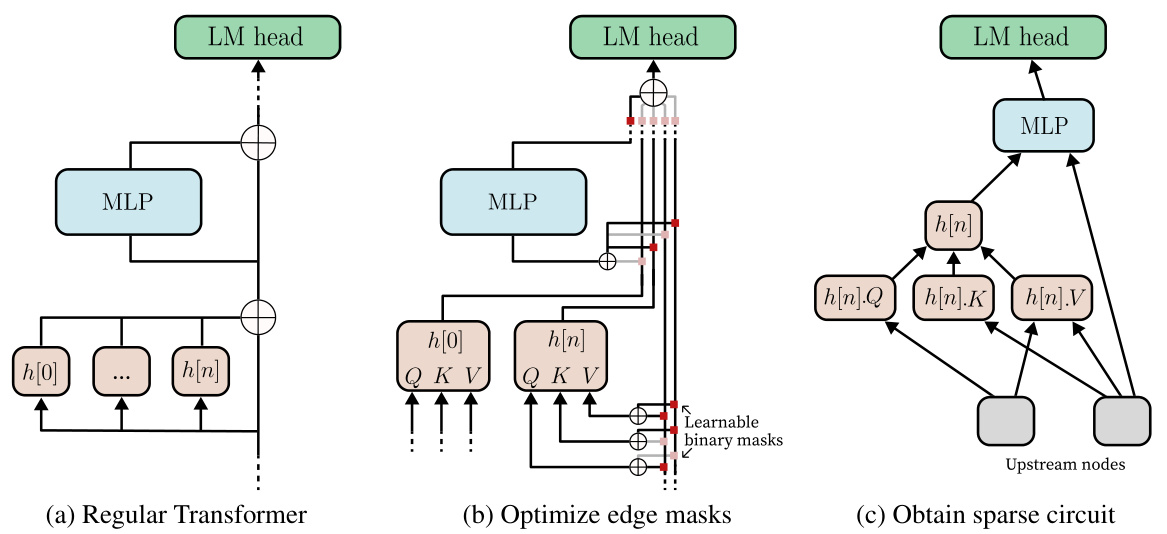 LM head
MLP
h[0]
...
h[n]
(a) Regular Transformer
LM head
MLP
h[0]
Q K V
h[n]
Q K V
Learnable
binary masks
(b) Optimize edge masks
LM head
MLP
h[n]
h[n].Q
h[n].K
h[n].V
Upstream nodes
(c) Obtain sparse circuit